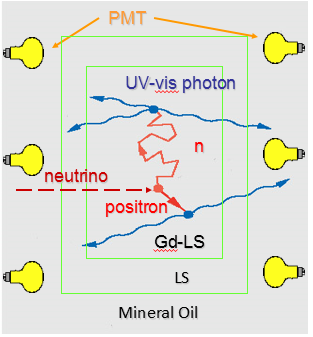 PMT
UV-vis photon
n
neutrino
positron
Gd-LS
LS
Mineral Oil